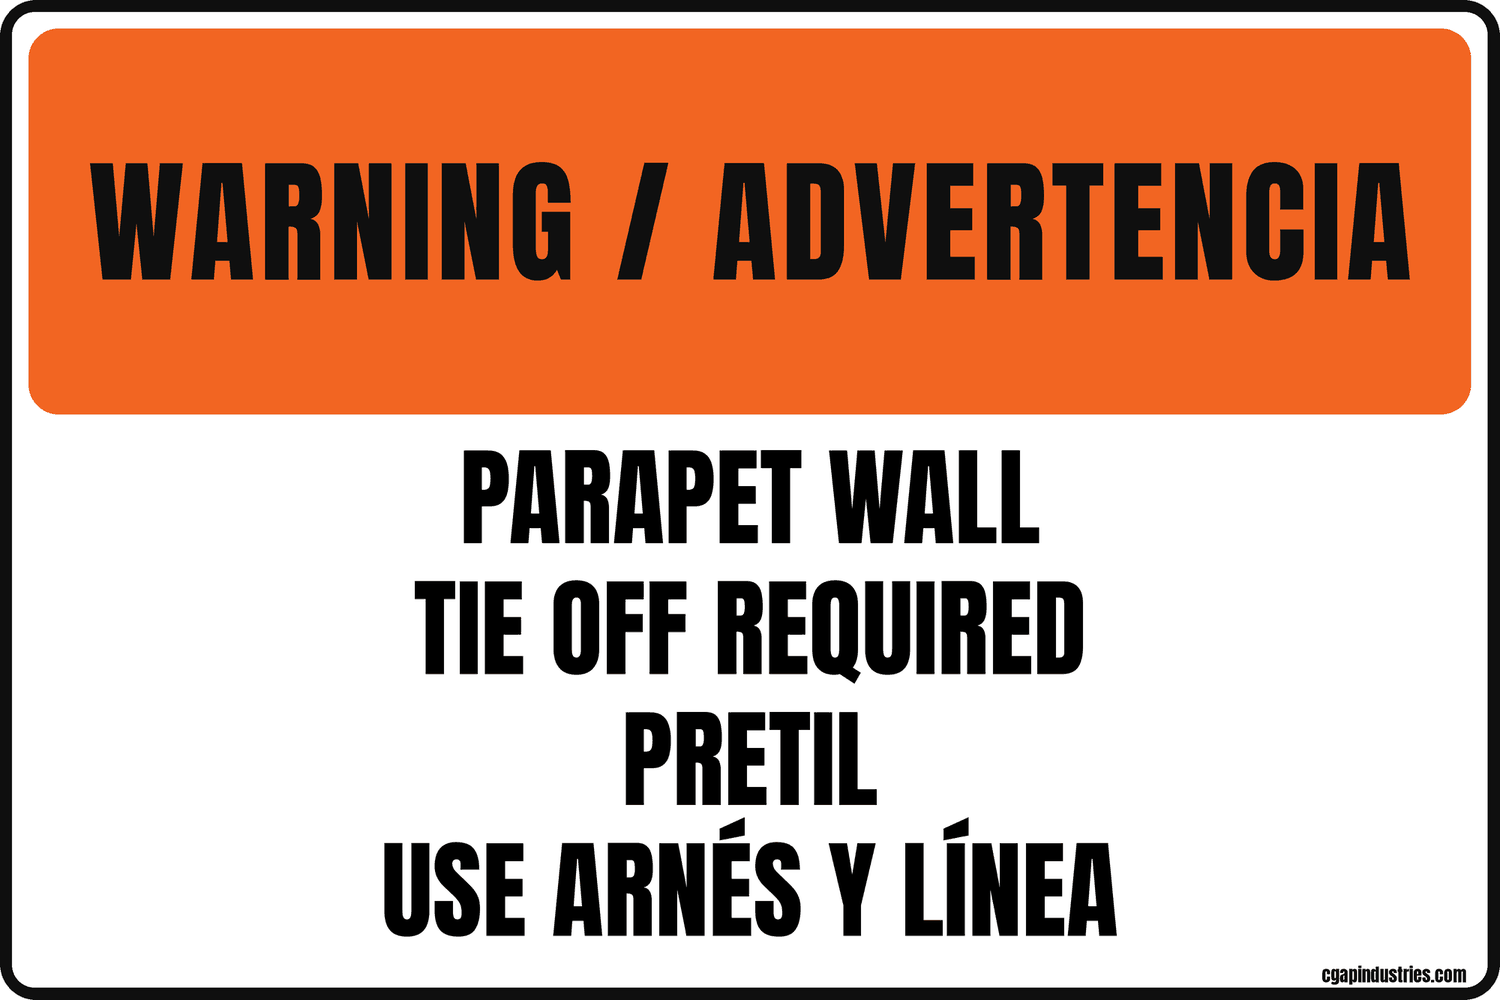 WARNING / ADVERTENCIA
PARAPET WALL
TIE OFF REQUIRED
PRETIL
USE ARNÉS Y LÍNEA
cgapindustries.com